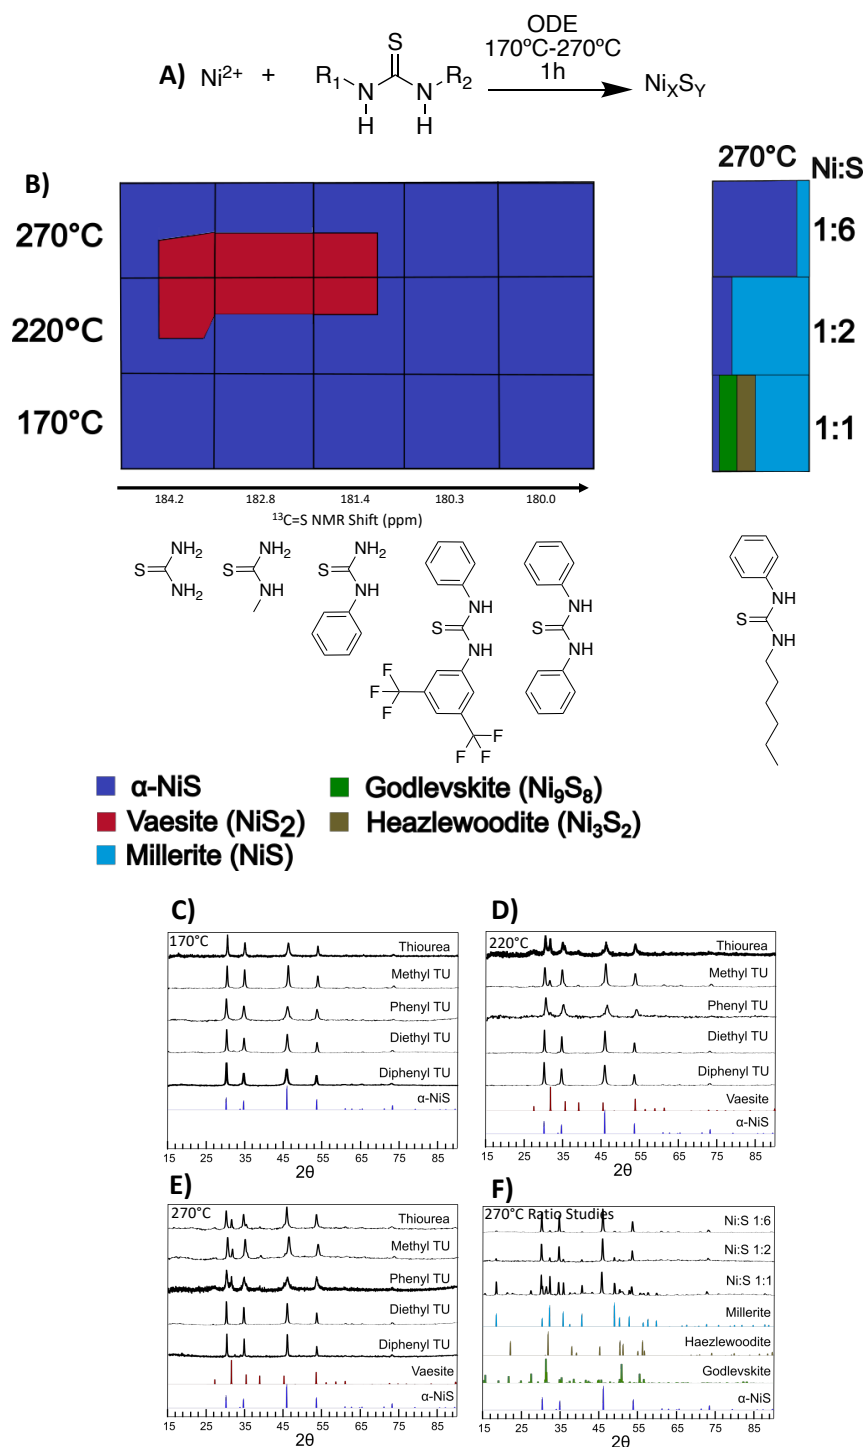 A)
Ni2+ + R1 N H S N H R2
ODE
170ºC-270ºC
1h
NiXSY
B)
270°C
220°C
170°C
270°C
Ni:S
1:6
1:2
1:1
184.2 182.8 181.4 180.3 180.0
13C=S NMR Shift (ppm)
S NH2 NH2
S NH2 NH
S NH2 NH
NH S NH F F F F F F
NH S NH
NH S NH
α-NiS
Vaesite (NiS2)
Millerite (NiS)
Godlevskite (Ni9S8)
Heazlewoodite (Ni3S2)
C)
170°C
Thiourea
Methyl TU
Phenyl TU
Diethyl TU
Diphenyl TU
α-NiS
15 25 35 45 55 65 75 85
2θ
D)
220°C
Thiourea
Methyl TU
Phenyl TU
Diethyl TU
Diphenyl TU
Vaesite
α-NiS
15 25 35 45 55 65 75 85
2θ
E)
270°C
Thiourea
Methyl TU
Phenyl TU
Diethyl TU
Diphenyl TU
Vaesite
α-NiS
15 25 35 45 55 65 75 85
2θ
F)
270°C Ratio Studies
Ni:S 1:6
Ni:S 1:2
Ni:S 1:1
Millerite
Haezlewoodite
Godlevskite
α-NiS
15 25 35 45 55 65 75 85
2θ